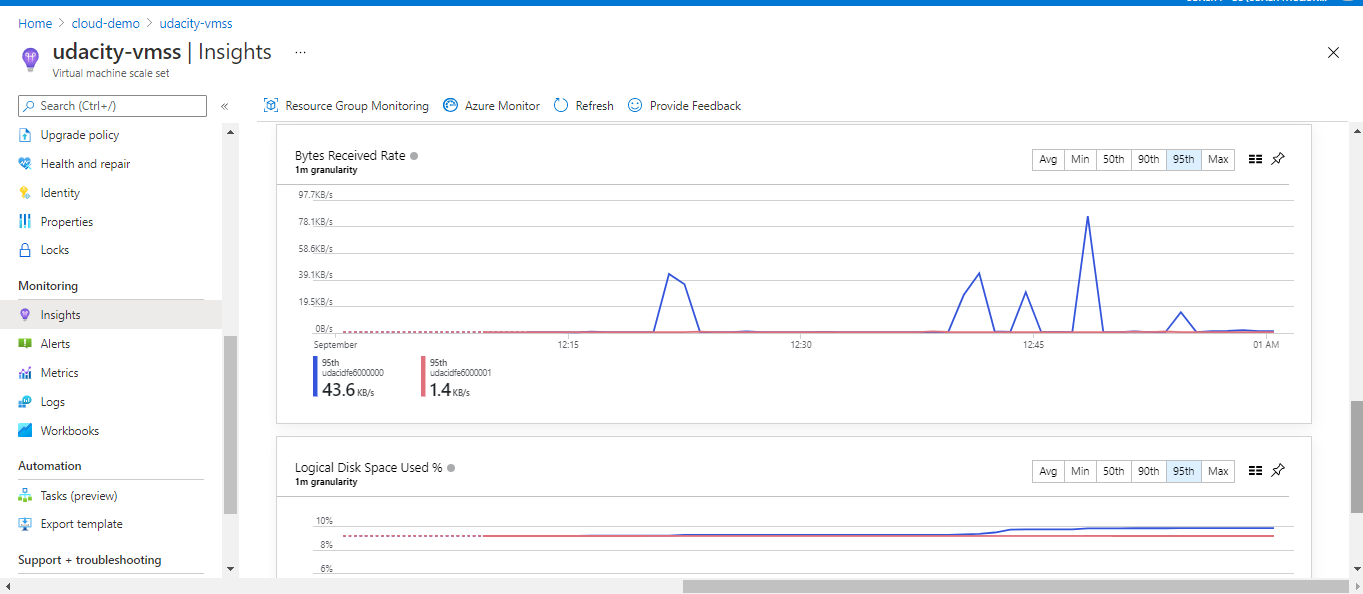 Home > cloud-demo > udacity-vmss
udacity-vmss | Insights ...
Virtual machine scale set
Search (Ctrl+/)
«
Resource Group Monitoring
Azure Monitor
Refresh
Provide Feedback
Upgrade policy
Health and repair
Identity
Properties
Locks
Monitoring
Insights
Alerts
Metrics
Logs
Workbooks
Automation
Tasks (preview)
Export template
Support + troubleshooting
Bytes Received Rate
1m granularity
Avg Min 50th 90th 95th Max
97.7KB/s
78.1KB/s
58.6KB/s
39.1KB/s
19.5KB/s
0B/s
September 12:15 12:30 12:45 01 AM
95th
udacidfe6000000
43.6 KB/s
95th
udacidfe6000001
1.4 KB/s
Logical Disk Space Used %
1m granularity
Avg Min 50th 90th 95th Max
10%
8%
6%